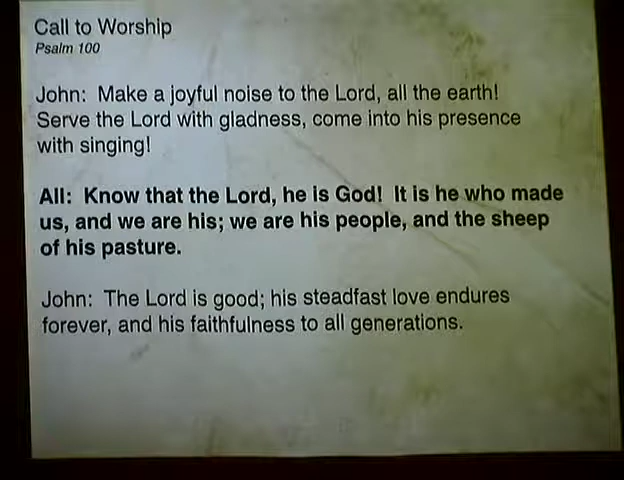 Call to Worship
Psalm 100
John: Make a joyful noise to the Lord, all the earth!
Serve the Lord with gladness, come into his presence
with singing!
All: Know that the Lord, he is God! It is he who made
us, and we are his; we are his people, and the sheep
of his pasture.
John: The Lord is good; his steadfast love endures
forever, and his faithfulness to all generations.